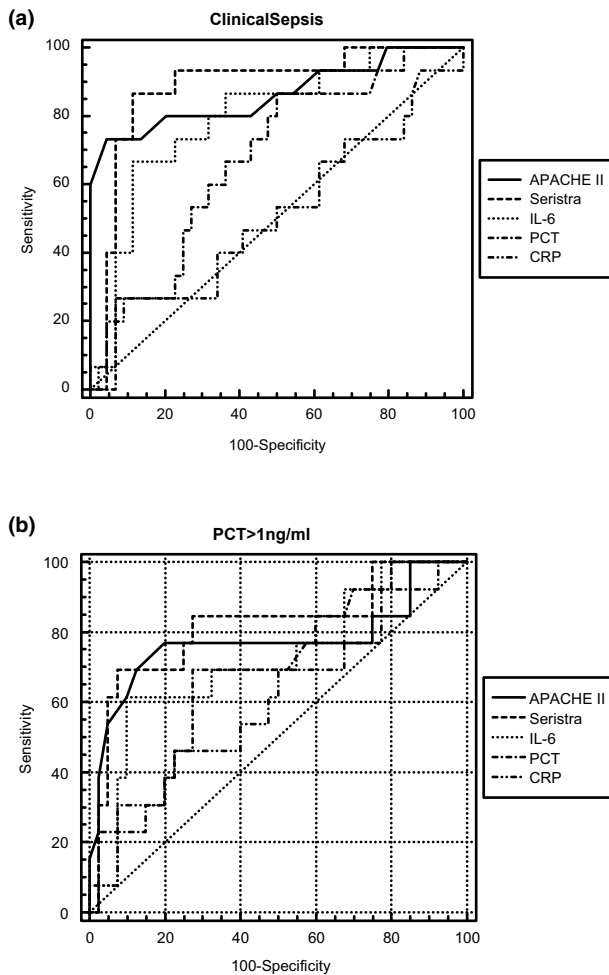 (a)
ClinicalSepsis
100
80
60
40
20
0
Sensitivity
0 20 40 60 80 100
100-Specificity
APACHE II
Seristra
IL-6
PCT
CRP
(b)
PCT>1ng/ml
100
80
60
40
20
0
Sensitivity
0 20 40 60 80 100
100-Specificity
APACHE II
Seristra
IL-6
PCT
CRP